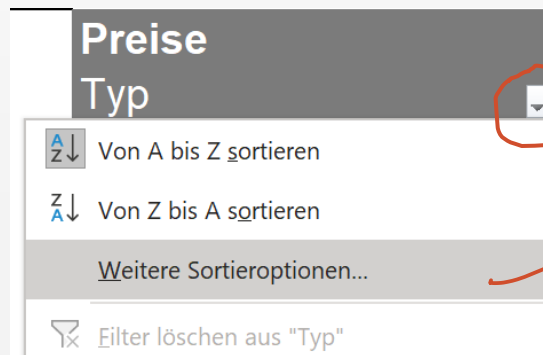 Preise
Typ
Von A bis Z sortieren
Von Z bis A sortieren
Weitere Sortieroptionen...
Filter löschen aus "Typ"